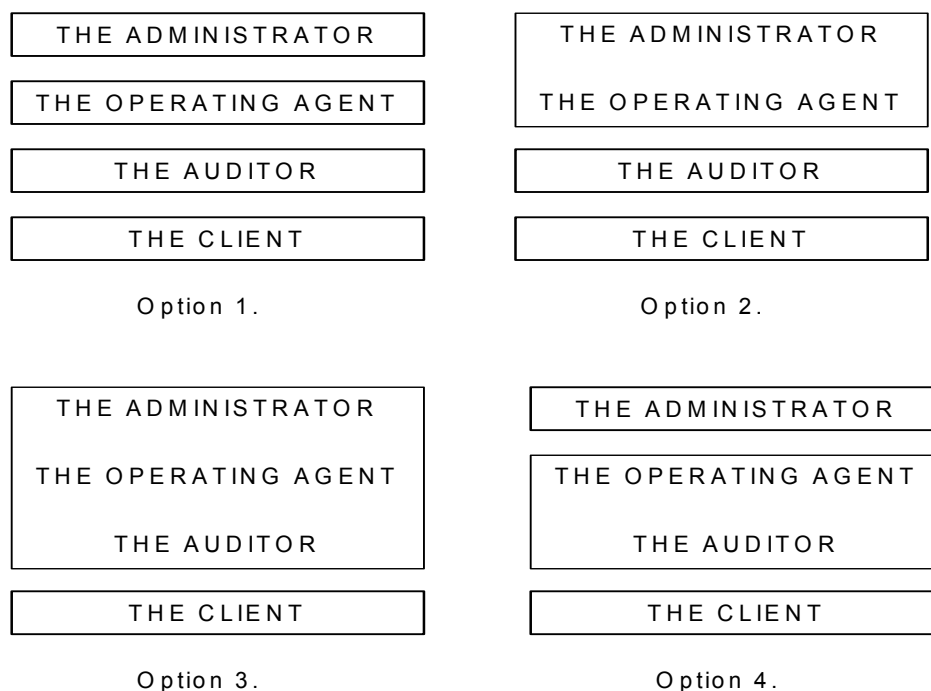 THE ADMINISTRATOR
THE OPERATING AGENT
THE AUDITOR
THE CLIENT
Option 1.
THE ADMINISTRATOR
THE OPERATING AGENT
THE AUDITOR
THE CLIENT
Option 2.
THE ADMINISTRATOR
THE OPERATING AGENT
THE AUDITOR
THE CLIENT
Option 3.
THE ADMINISTRATOR
THE OPERATING AGENT
THE AUDITOR
THE CLIENT
Option 4.